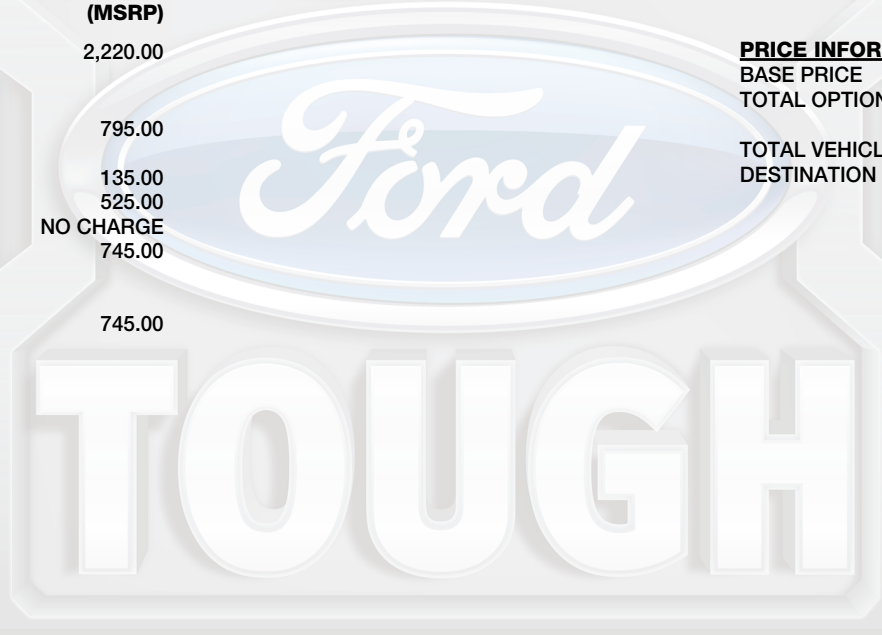 (MSRP)
2,220.00
795.00
135.00
525.00
NO CHARGE
745.00
745.00
PRICE INFOR
BASE PRICE
TOTAL OPTION
TOTAL VEHICL
DESTINATION
Ford
TOUGH